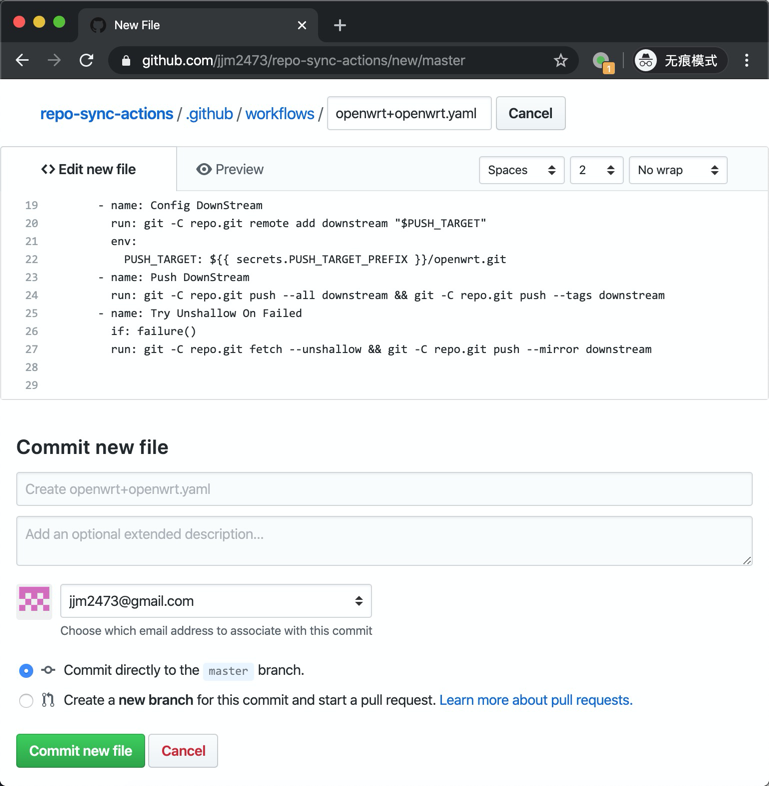 New File
github.com/jjm2473/repo-sync-actions/new/master
1
无痕模式
repo-sync-actions / .github / workflows / openwrt+openwrt.yaml Cancel
Edit new file Preview Spaces 2 No wrap
19 - name: Config DownStream
20 run: git -C repo.git remote add downstream "$PUSH_TARGET"
21 env:
22 PUSH_TARGET: ${{ secrets.PUSH_TARGET_PREFIX }}/openwrt.git
23 - name: Push DownStream
24 run: git -C repo.git push --all downstream && git -C repo.git push --tags downstream
25 - name: Try Unshallow On Failed
26 if: failure()
27 run: git -C repo.git fetch --unshallow && git -C repo.git push --mirror downstream
28
29
Commit new file
Create openwrt+openwrt.yaml
Add an optional extended description...
jjm2473@gmail.com
Choose which email address to associate with this commit
Commit directly to the master branch.
Create a new branch for this commit and start a pull request. Learn more about pull requests.
Commit new file Cancel